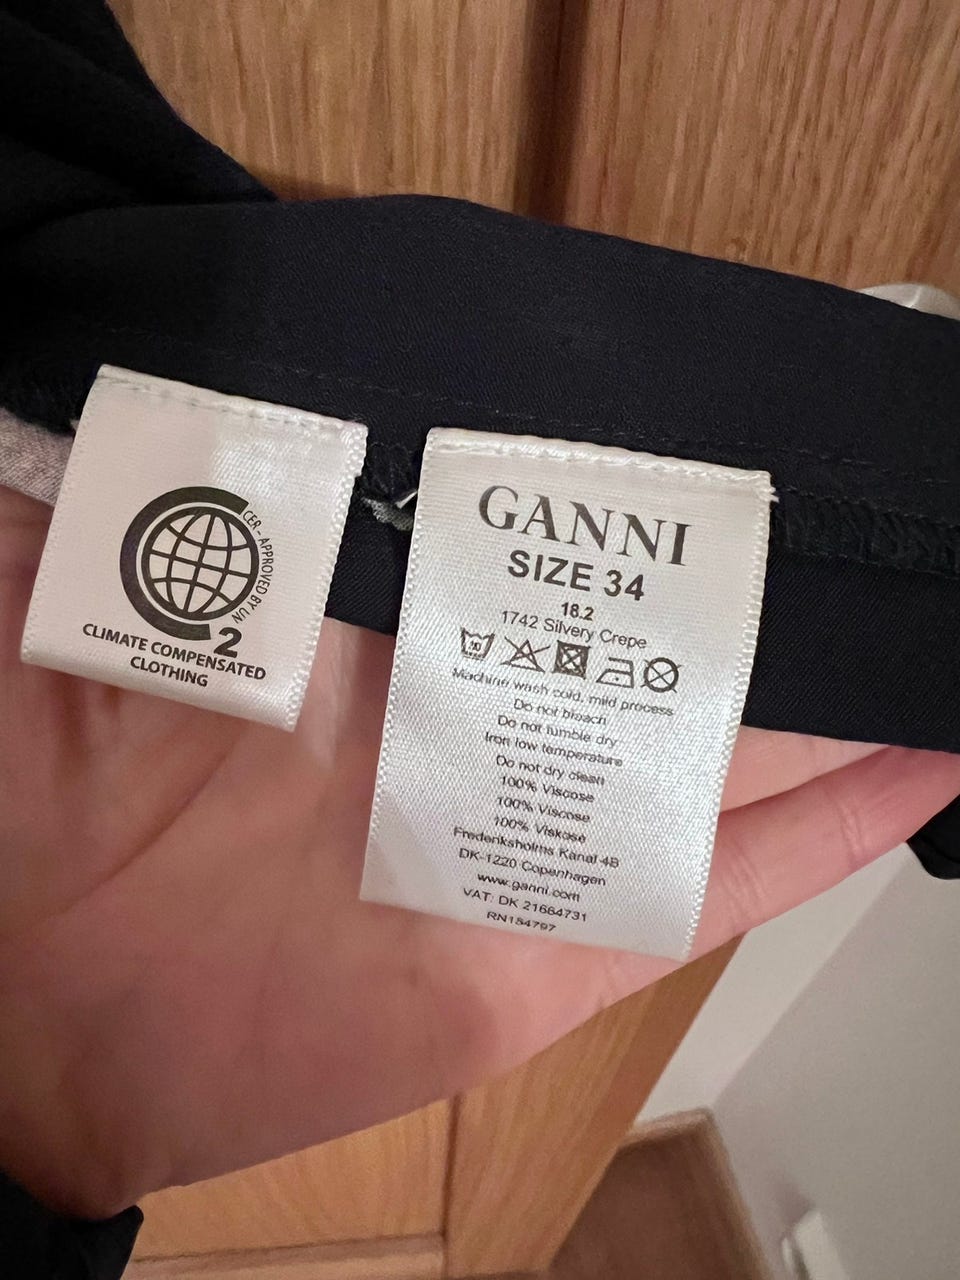 CER - APPROVED BY UN
2
CLIMATE COMPENSATED
CLOTHING
GANNI
SIZE 34
18.2
1742 Silvery Crepe
Machine wash cold, mild process
Do not bleach
Do not tumble dry
Iron low temperature
Do not dry clean
100% Viscose
100% Viscose
100% Viskose
Frederiksholms Kanal 4B
DK-1220 Copenhagen
www.ganni.com
VAT: DK 21664731
RN154797